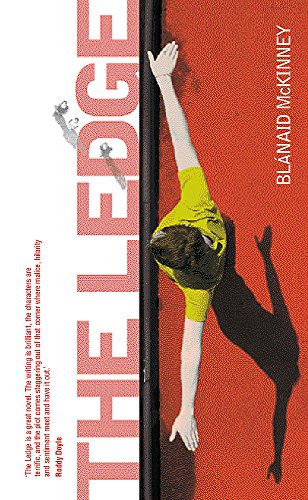 THE LEDGE
BLÁNAID McKINNEY
"The Ledge is a great novel. The writing is brilliant, the characters are
terrific, and the plot comes staggering out of that corner where malice, hilarity
and sentiment meet and have it out."
Roddy Doyle